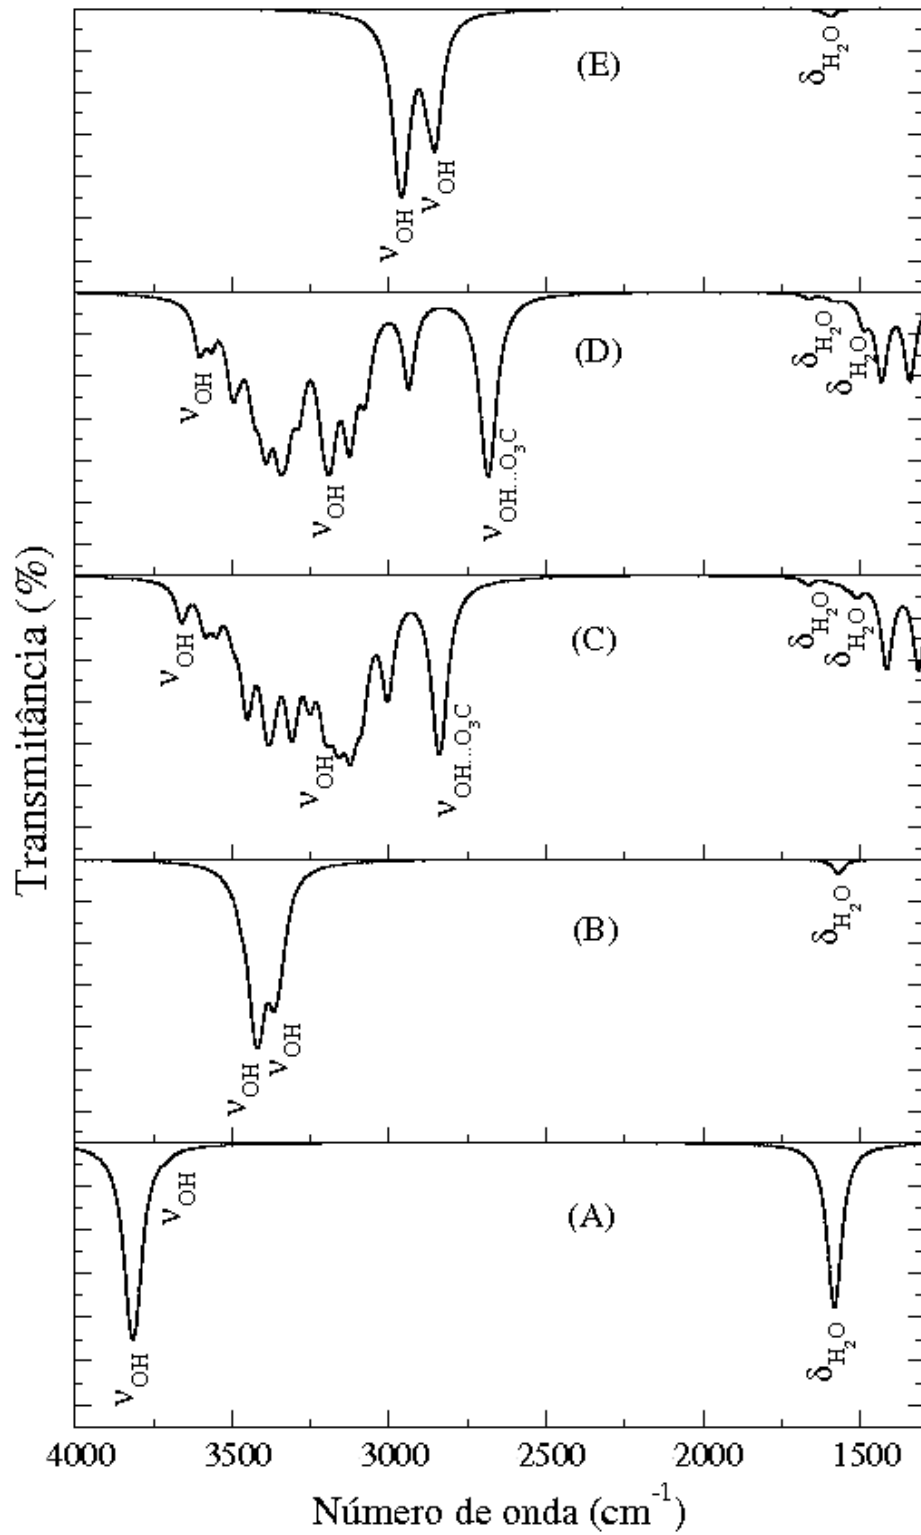 (E)
δH₂O
νOH
νOH
(D)
νOH
νOH
νOH...O₃C
δH₂O
δH₂O
(C)
νOH
νOH
νOH...O₃C
δH₂O
δH₂O
(B)
νOH
νOH
δH₂O
(A)
νOH
νOH
δH₂O
Transmitância (%)
4000 3500 3000 2500 2000 1500
Número de onda (cm⁻¹)